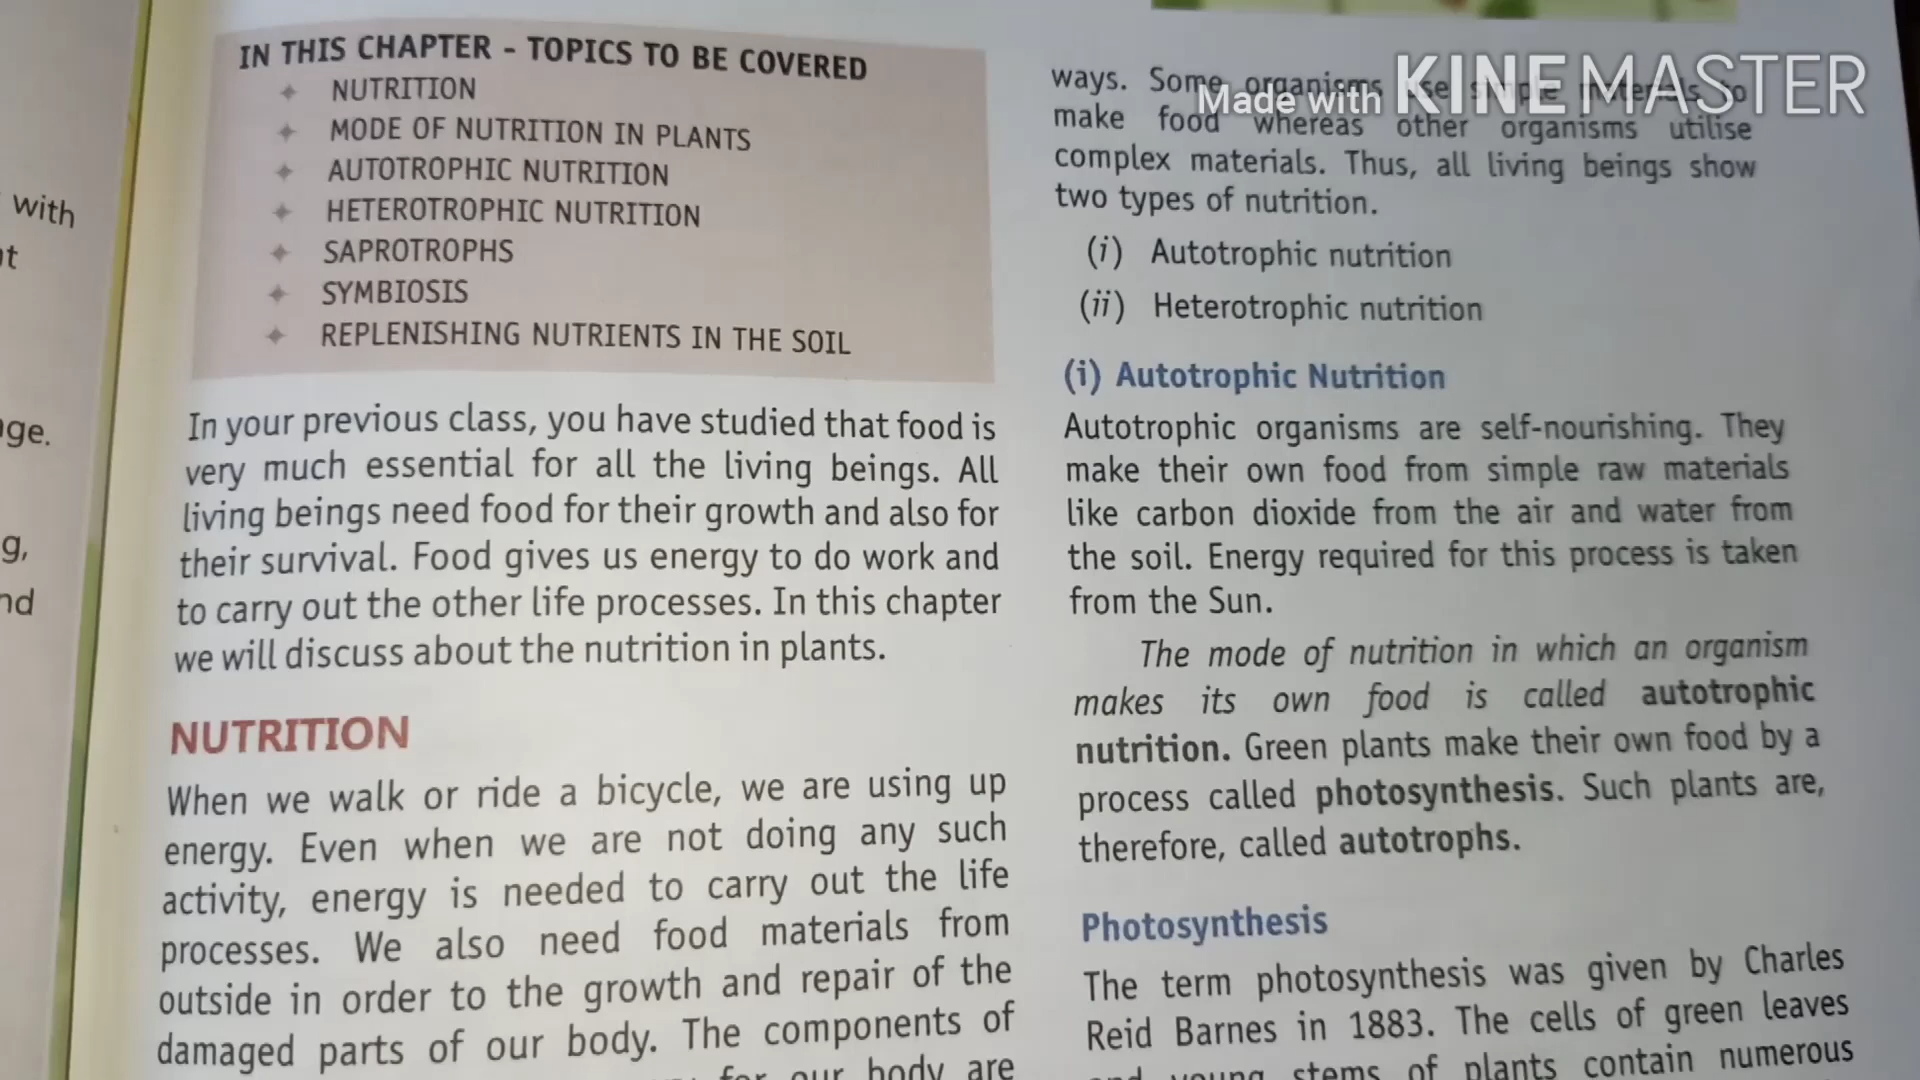 with
ge.
g,
nd
IN THIS CHAPTER - TOPICS TO BE COVERED
NUTRITION
MODE OF NUTRITION IN PLANTS
AUTOTROPHIC NUTRITION
HETEROTROPHIC NUTRITION
SAPROTROPHS
SYMBIOSIS
REPLENISHING NUTRIENTS IN THE SOIL
In your previous class, you have studied that food is
very much essential for all the living beings. All
living beings need food for their growth and also for
their survival. Food gives us energy to do work and
to carry out the other life processes. In this chapter
we will discuss about the nutrition in plants.
NUTRITION
When we walk or ride a bicycle, we are using up
energy. Even when we are not doing any such
activity, energy is needed to carry out the life
processes. We also need food materials from
outside in order to the growth and repair of the
damaged parts of our body. The components of
for our body are
Made with KINEMASTER
ways. Some organisms use simple materials to
make food whereas other organisms utilise
complex materials. Thus, all living beings show
two types of nutrition.
(i) Autotrophic nutrition
(ii) Heterotrophic nutrition
(i) Autotrophic Nutrition
Autotrophic organisms are self-nourishing. They
make their own food from simple raw materials
like carbon dioxide from the air and water from
the soil. Energy required for this process is taken
from the Sun.
The mode of nutrition in which an organism
makes its own food is called autotrophic
nutrition. Green plants make their own food by a
process called photosynthesis. Such plants are,
therefore, called autotrophs.
Photosynthesis
The term photosynthesis was given by Charles
Reid Barnes in 1883. The cells of green leaves
and young stems of plants contain numerous